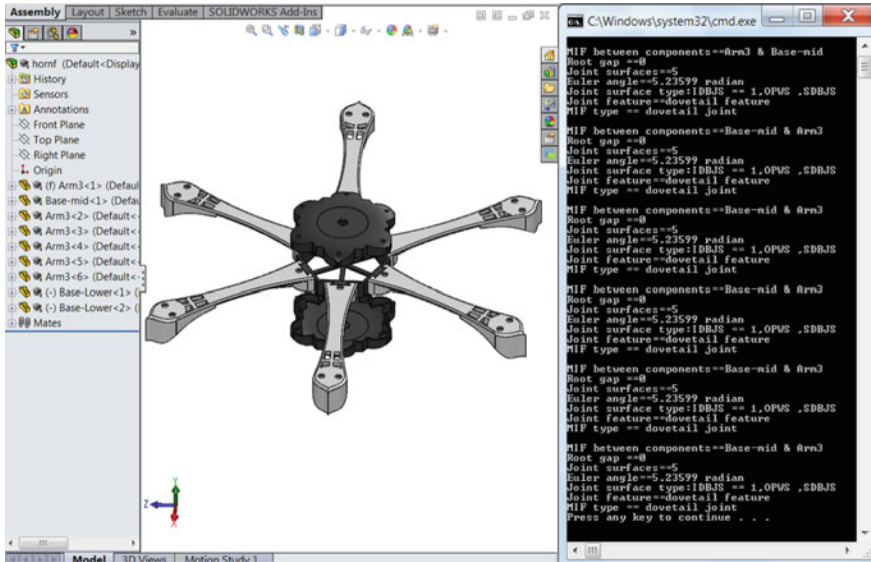 Assembly Layout Sketch Evaluate SOLIDWORKS Add-Ins
hornf (Default<Display
History
Sensors
Annotations
Front Plane
Top Plane
Right Plane
Origin
(f) Arm3<1> (Defaul
Base-mid<1> (Defau
Arm3<2> (Default<
Arm3<3> (Default<
Arm3<4> (Default<
Arm3<5> (Default<
Arm3<6> (Default<
(-) Base-Lower<1> (
(-) Base-Lower<2> (
Mates
Y
Z
X
Model 3D Views Motion Study 1
C:\Windows\system32\cmd.exe
MIF between components==Arm3 & Base-mid
Root gap ==0
Joint surfaces==5
Euler angle==5.23599 radian
Joint surface type:IDBJS == 1,OPWS ,SDBJS
Joint feature==dovetail feature
MIF type == dovetail joint
MIF between components==Base-mid & Arm3
Root gap ==0
Joint surfaces==5
Euler angle==5.23599 radian
Joint surface type:IDBJS == 1,OPWS ,SDBJS
Joint feature==dovetail feature
MIF type == dovetail joint
MIF between components==Base-mid & Arm3
Root gap ==0
Joint surfaces==5
Euler angle==5.23599 radian
Joint surface type:IDBJS == 1,OPWS ,SDBJS
Joint feature==dovetail feature
MIF type == dovetail joint
MIF between components==Base-mid & Arm3
Root gap ==0
Joint surfaces==5
Euler angle==5.23599 radian
Joint surface type:IDBJS == 1,OPWS ,SDBJS
Joint feature==dovetail feature
MIF type == dovetail joint
MIF between components==Base-mid & Arm3
Root gap ==0
Joint surfaces==5
Euler angle==5.23599 radian
Joint surface type:IDBJS == 1,OPWS ,SDBJS
Joint feature==dovetail feature
MIF type == dovetail joint
MIF between components==Base-mid & Arm3
Root gap ==0
Joint surfaces==5
Euler angle==5.23599 radian
Joint surface type:IDBJS == 1,OPWS ,SDBJS
Joint feature==dovetail feature
MIF type == dovetail joint
Press any key to continue . . .